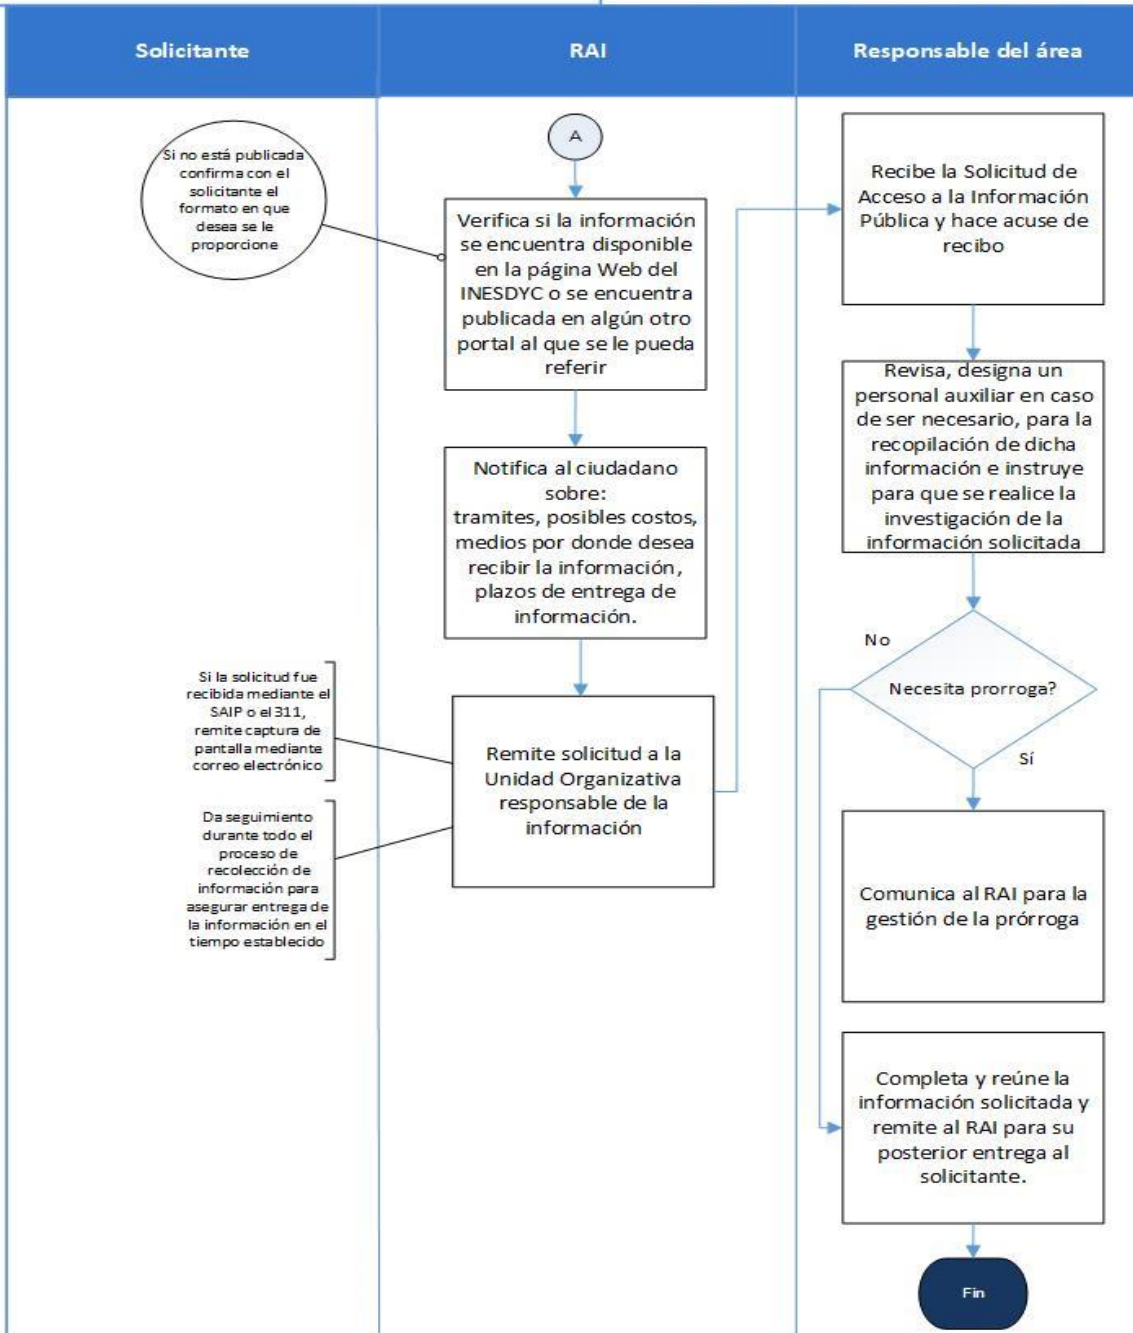 Solicitante
RAI
Responsable del área
Si no está publicada
confirma con el
solicitante el
formato en que
desea se le
proporcione
A
Verifica si la información
se encuentra disponible
en la página Web del
INESDYC o se encuentra
publicada en algún otro
portal al que se le pueda
referir
Notifica al ciudadano
sobre:
tramites, posibles costos,
medios por donde desea
recibir la información,
plazos de entrega de
información.
Si la solicitud fue
recibida mediante el
SAIP o el 311,
remite captura de
pantalla mediante
correo electrónico
Da seguimiento
durante todo el
proceso de
recolección de
información para
asegurar entrega de
la información en el
tiempo establecido
Remite solicitud a la
Unidad Organizativa
responsable de la
información
Recibe la Solicitud de
Acceso a la Información
Pública y hace acuse de
recibo
Revisa, designa un
personal auxiliar en caso
de ser necesario, para la
recopilación de dicha
información e instruye
para que se realice la
investigación de la
información solicitada
No
Necesita prorroga?
Sí
Comunica al RAI para la
gestión de la prórroga
Completa y reúne la
información solicitada y
remite al RAI para su
posterior entrega al
solicitante.
Fin